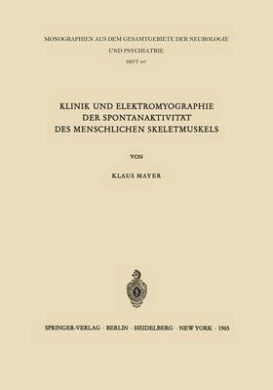 MONOGRAPHIEN AUS DEM GESAMTGEBIETE DER NEUROLOGIE
UND PSYCHIATRIE
HEFT
KLINIK UND ELEKTROMYOGRAPHIE
DER SPONTANAKTIVITÄT
DES MENSCHLICHEN SKELETMUSKELS
VON
KLAUS MAYER
SPRINGER-VERLAG · BERLIN · HEIDELBERG · NEW YORK · 1965